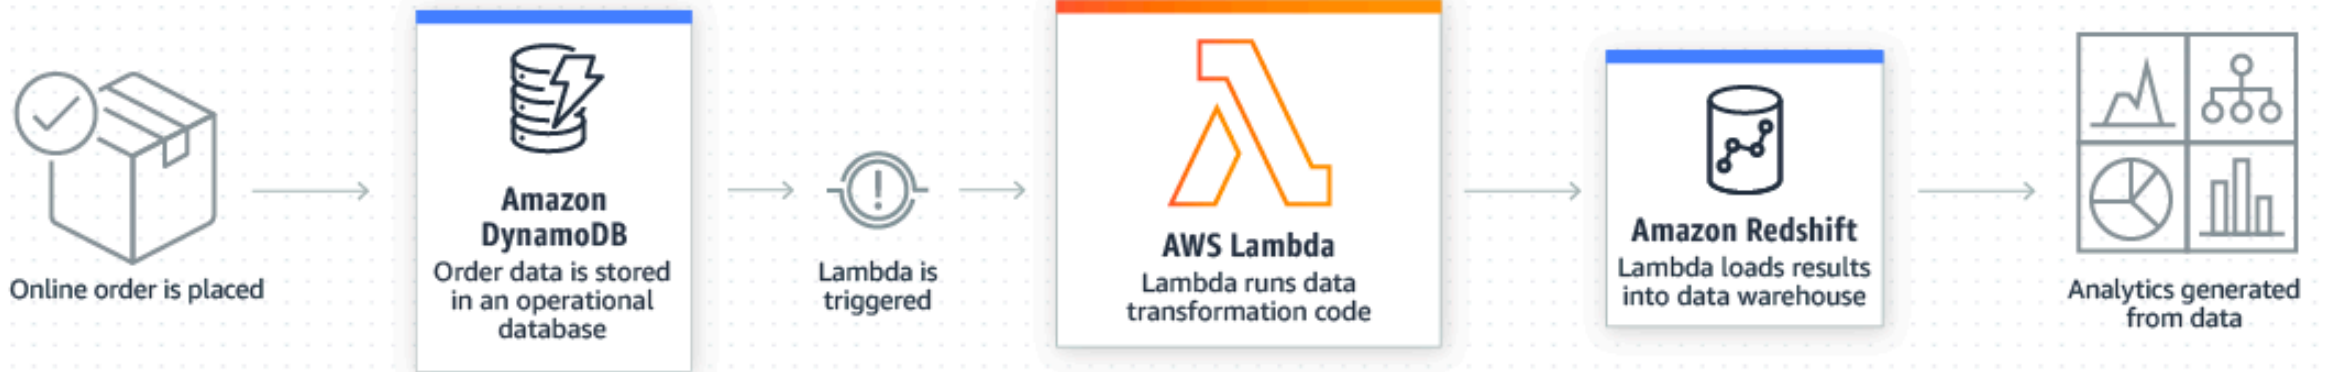 Online order is placed
Amazon
DynamoDB
Order data is stored
in an operational
database
Lambda is
triggered
AWS Lambda
Lambda runs data
transformation code
Amazon Redshift
Lambda loads results
into data warehouse
Analytics generated
from data